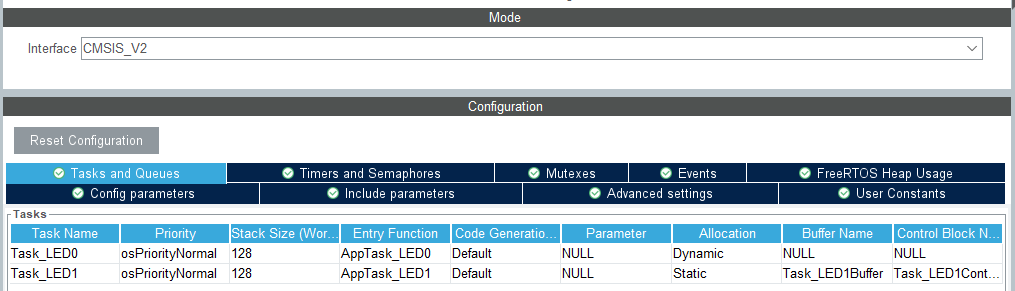 Mode
Interface CMSIS_V2
Configuration
Reset Configuration
Tasks and Queues Timers and Semaphores Mutexes Events FreeRTOS Heap Usage
Config parameters Include parameters Advanced settings User Constants
Tasks
Task Name Priority Stack Size (Wor... Entry Function Code Generatio... Parameter Allocation Buffer Name Control Block N...
Task_LED0 osPriorityNormal 128 AppTask_LED0 Default NULL Dynamic NULL NULL
Task_LED1 osPriorityNormal 128 AppTask_LED1 Default NULL Static Task_LED1Buffer Task_LED1Cont...